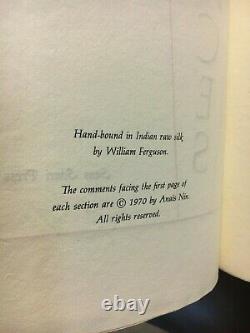 Hand-bound in Indian raw silk
by William Ferguson.
The comments facing the first page of
each section are © 1970 by Anaïs Nin.
All rights reserved.